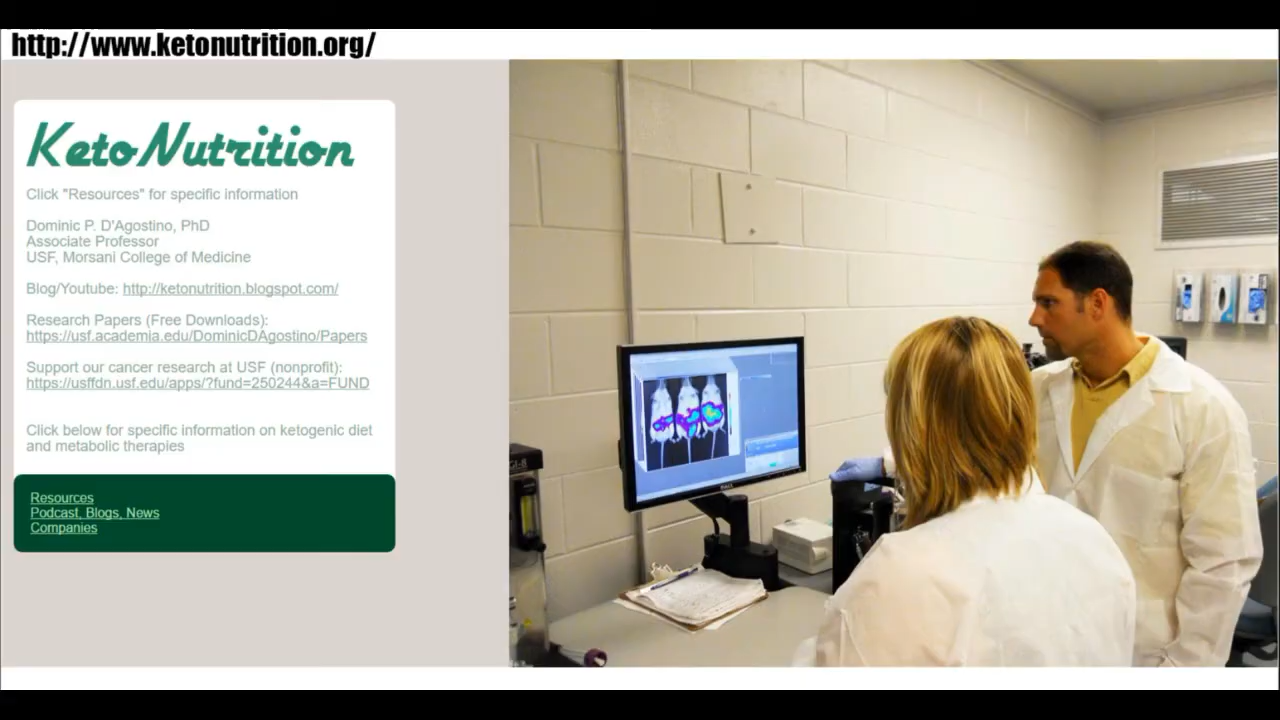 http://www.ketonutrition.org/
KetoNutrition
Click "Resources" for specific information
Dominic P. D'Agostino, PhD
Associate Professor
USF, Morsani College of Medicine
Blog/Youtube: http://ketonutrition.blogspot.com/
Research Papers (Free Downloads):
https://usf.academia.edu/DominicDAgostino/Papers
Support our cancer research at USF (nonprofit):
https://usffdn.usf.edu/apps/?fund=250244&a=FUND
Click below for specific information on ketogenic diet
and metabolic therapies
Resources
Podcast, Blogs, News
Companies
DELL